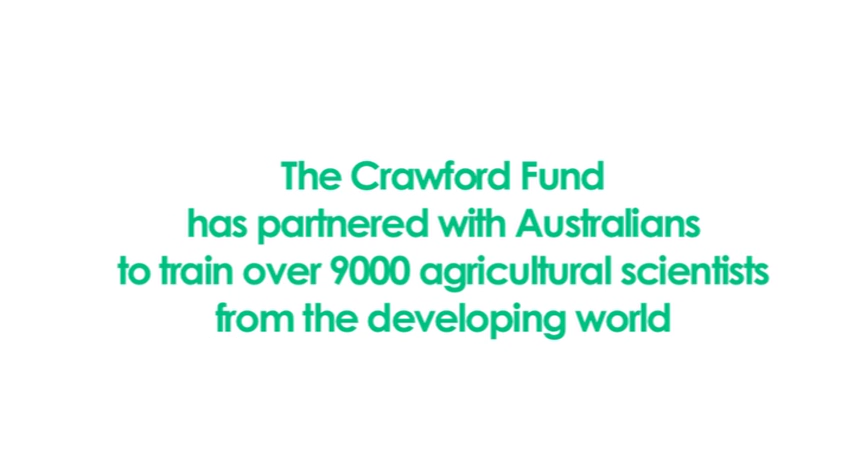 The Crawford Fund
has partnered with Australians
to train over 9000 agricultural scientists
from the developing world